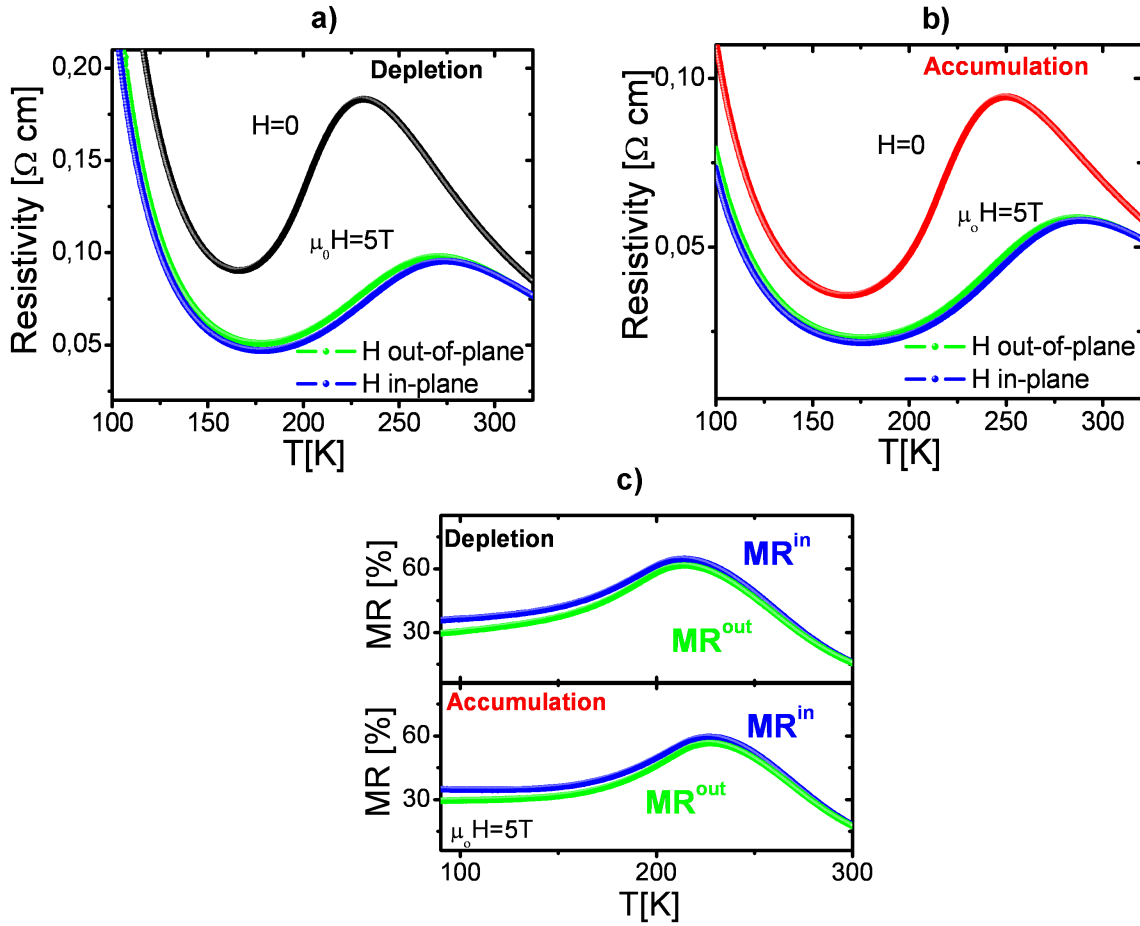 a)
Depletion
H=0
μ₀H=5T
H out-of-plane
H in-plane
Resistivity [Ω cm]
0,20
0,15
0,10
0,05
100 150 200 250 300
T[K]
b)
Accumulation
H=0
μₒH=5T
H out-of-plane
H in-plane
Resistivity [Ω cm]
0,10
0,05
100 150 200 250 300
T[K]
c)
Depletion
MRⁱⁿ
MRᵒᵘᵗ
MR [%]
60
30
Accumulation
MRⁱⁿ
MRᵒᵘᵗ
μₒH=5T
MR [%]
60
30
100 200 300
T[K]